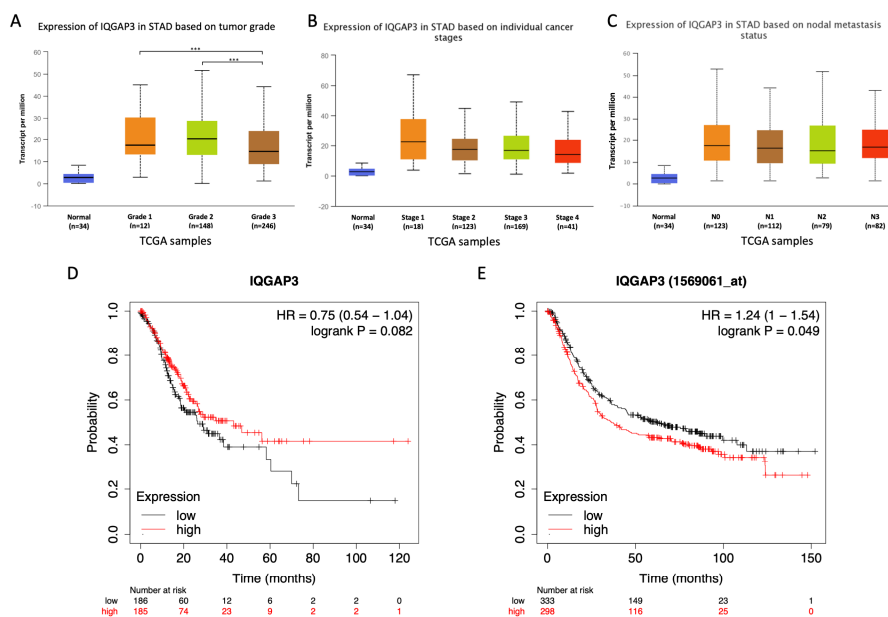 A
Expression of IQGAP3 in STAD based on tumor grade
Transcript per million
60
50
40
30
20
10
0
-10
***
***
Normal
(n=34)
Grade 1
(n=12)
Grade 2
(n=148)
Grade 3
(n=246)
TCGA samples
B
Expression of IQGAP3 in STAD based on individual cancer
stages
Transcript per million
80
60
40
20
0
-20
Normal
(n=34)
Stage 1
(n=18)
Stage 2
(n=123)
Stage 3
(n=169)
Stage 4
(n=41)
TCGA samples
C
Expression of IQGAP3 in STAD based on nodal metastasis
status
Transcript per million
60
50
40
30
20
10
0
-10
Normal
(n=34)
N0
(n=123)
N1
(n=112)
N2
(n=79)
N3
(n=82)
TCGA samples
D
IQGAP3
HR = 0.75 (0.54 − 1.04)
logrank P = 0.082
Probability
1.0
0.8
0.6
0.4
0.2
0.0
Expression
low
high
0 20 40 60 80 100 120
Time (months)
Number at risk
low 186 60 12 6 2 2 0
high 185 74 23 9 2 2 1
E
IQGAP3 (1569061_at)
HR = 1.24 (1 − 1.54)
logrank P = 0.049
Probability
1.0
0.8
0.6
0.4
0.2
0.0
Expression
low
high
0 50 100 150
Time (months)
Number at risk
low 333 149 23 1
high 298 116 25 0